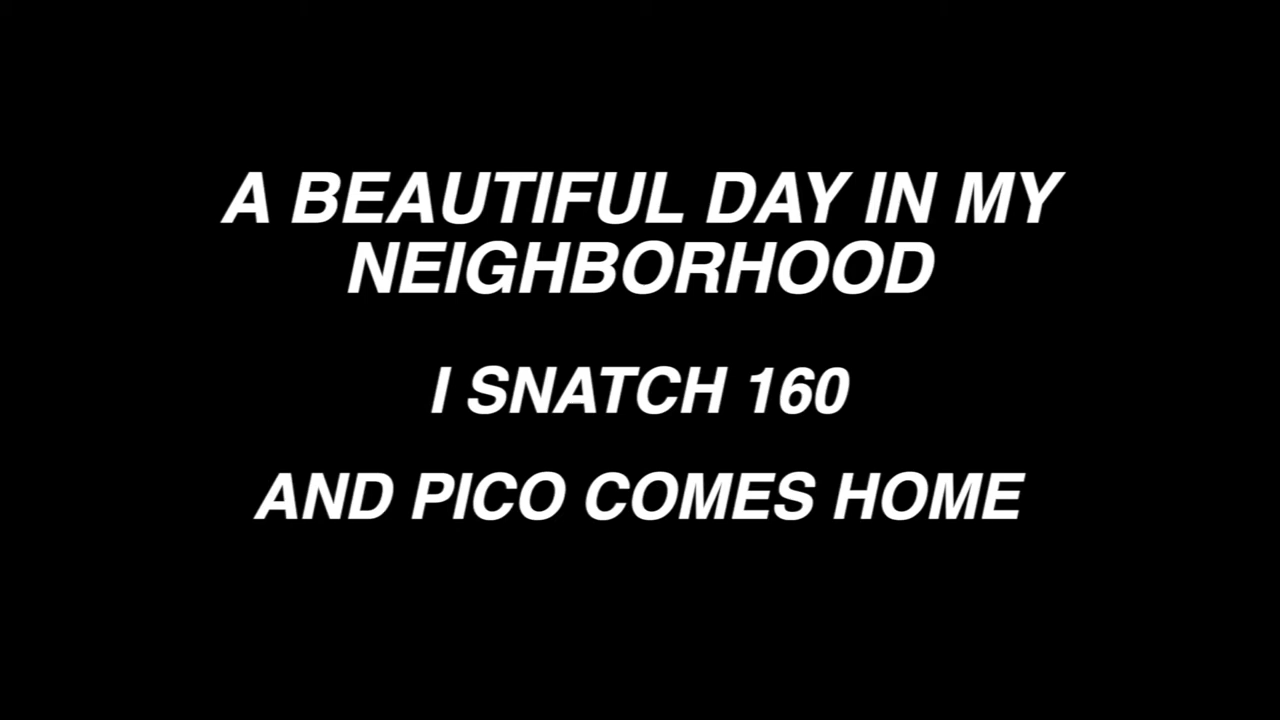 A BEAUTIFUL DAY IN MY
NEIGHBORHOOD
I SNATCH 160
AND PICO COMES HOME